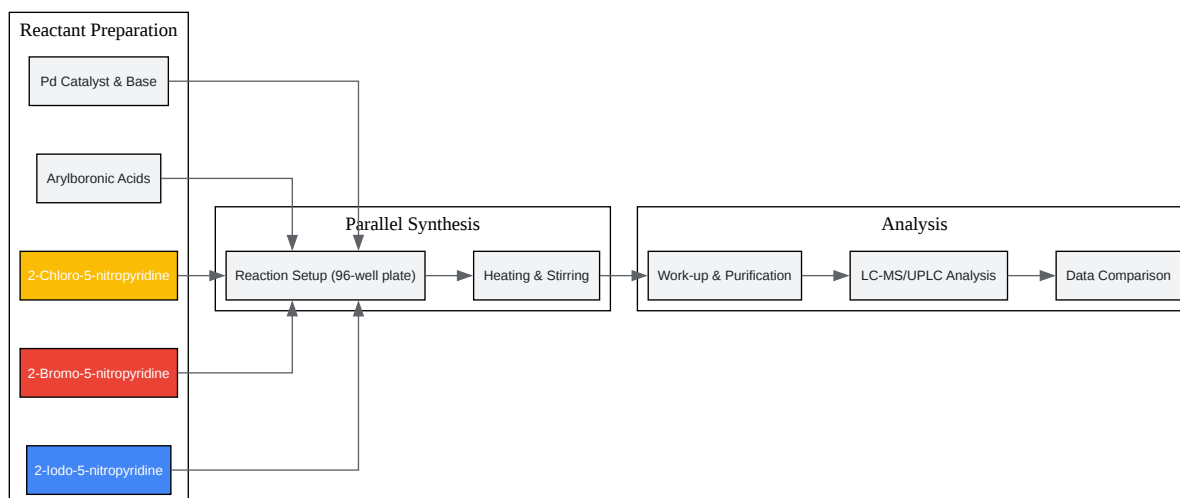 Reactant Preparation
Pd Catalyst & Base
Arylboronic Acids
2-Chloro-5-nitropyridine
2-Bromo-5-nitropyridine
2-Iodo-5-nitropyridine
Parallel Synthesis
Reaction Setup (96-well plate)
Heating & Stirring
Analysis
Work-up & Purification
LC-MS/UPLC Analysis
Data Comparison